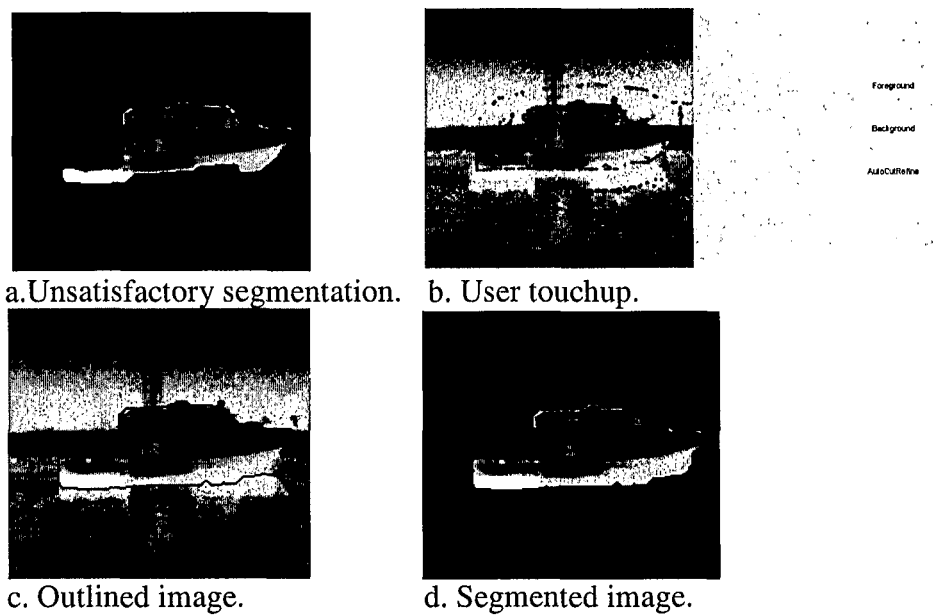 Foreground
Background
AutoCutRefine
a.Unsatisfactory segmentation. b. User touchup.
c. Outlined image. d. Segmented image.